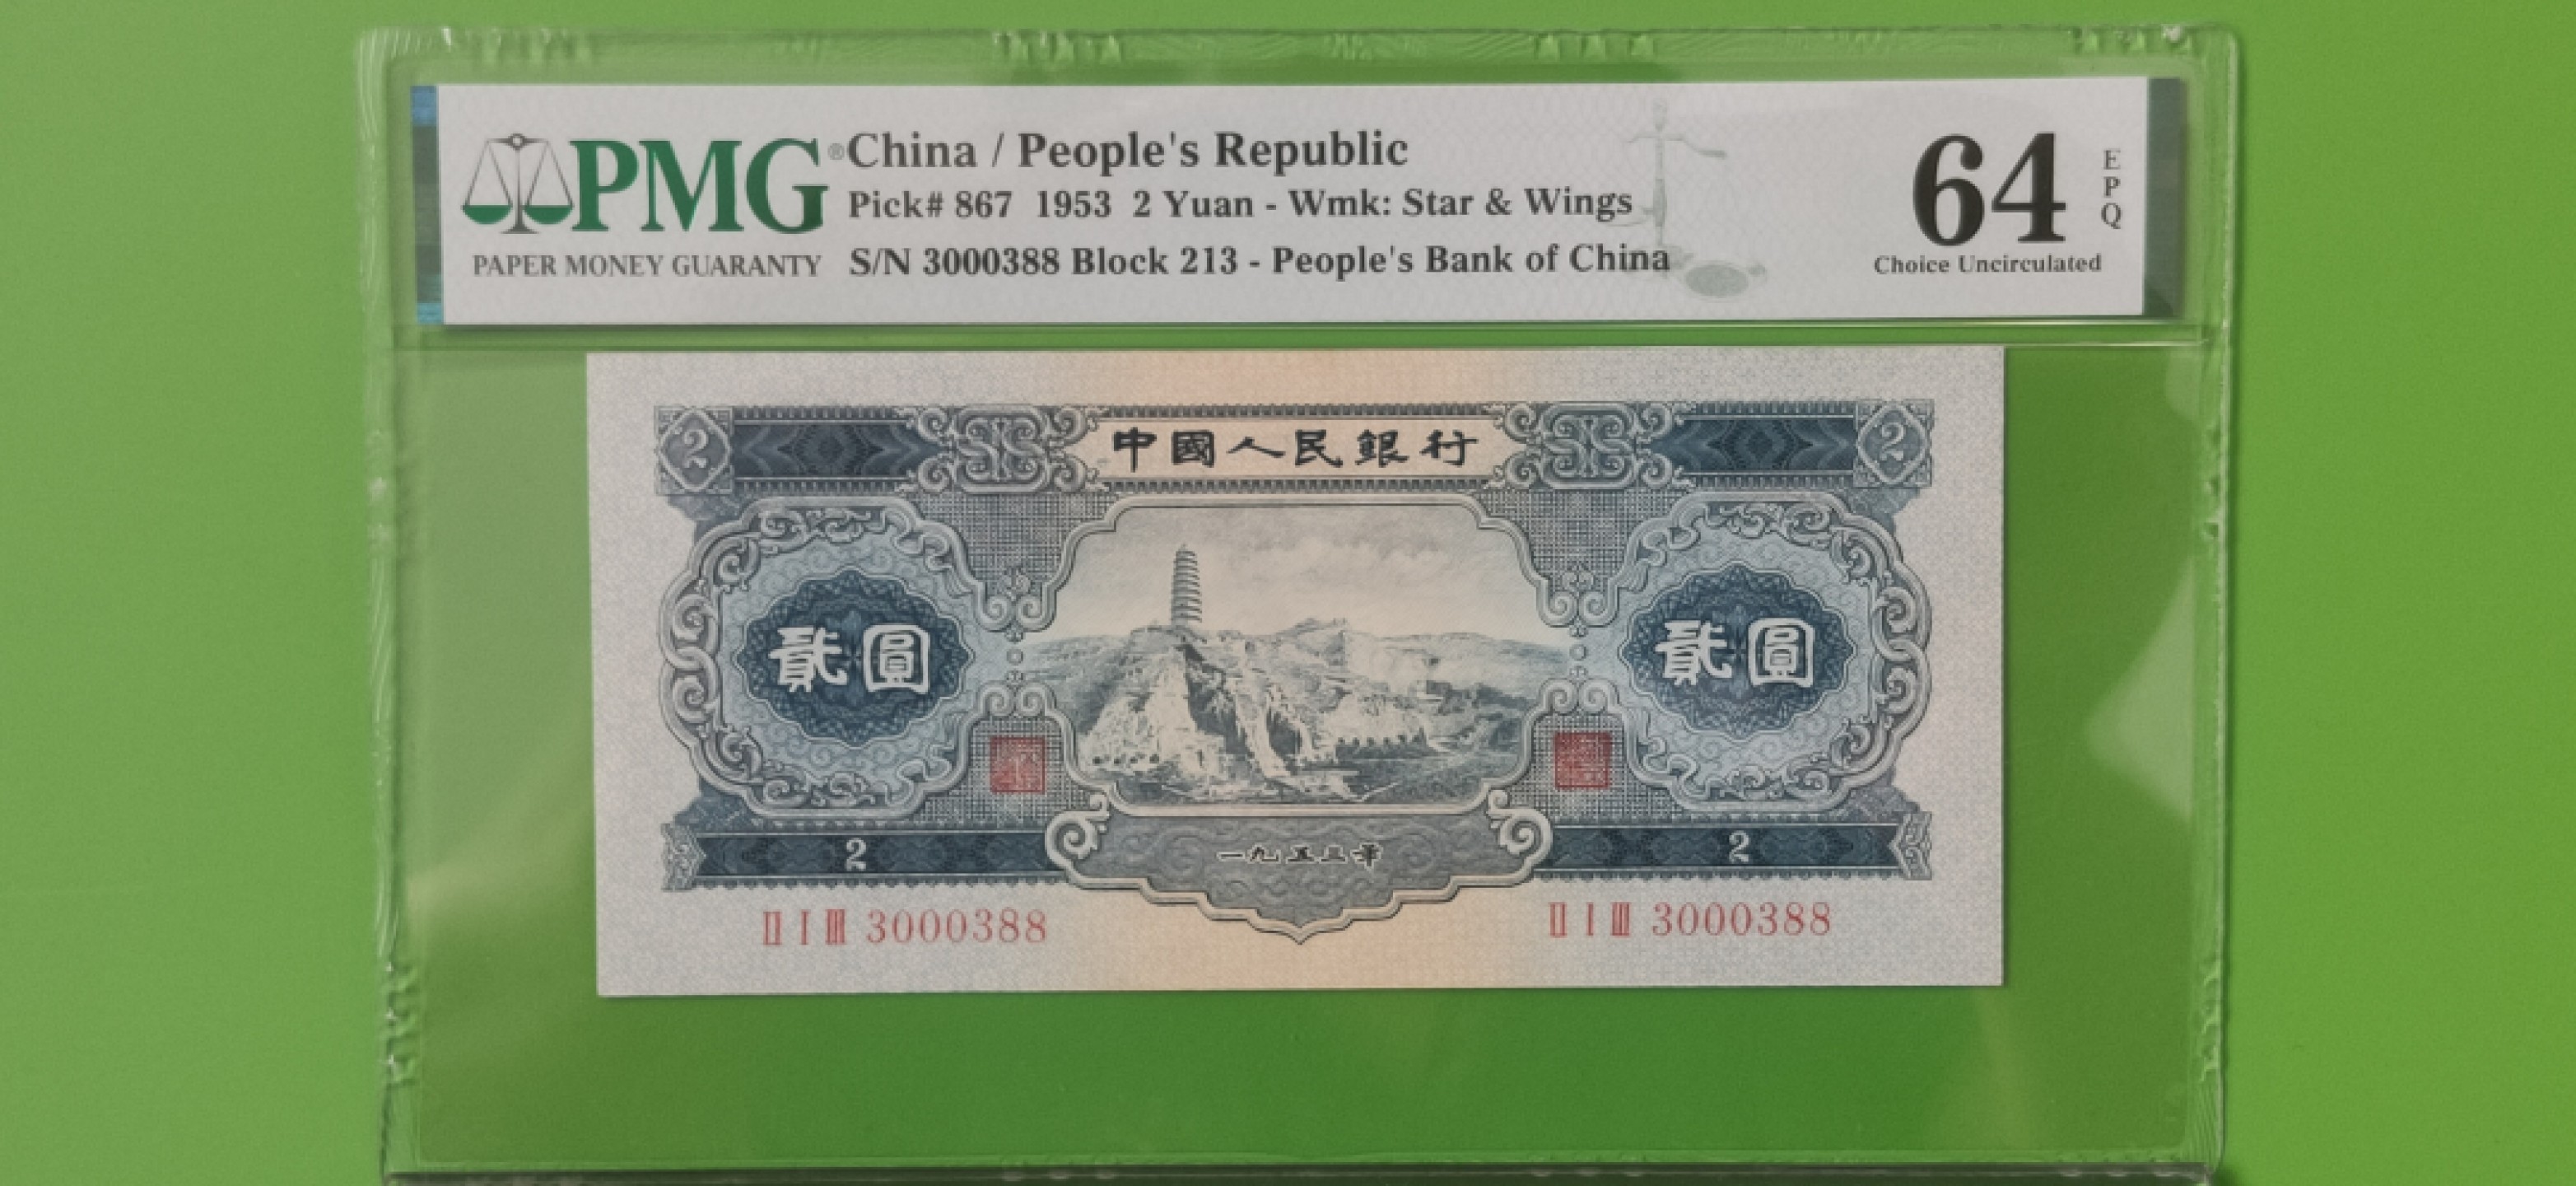 PMG®
PAPER MONEY GUARANTY
China / People's Republic
Pick# 867 1953 2 Yuan - Wmk: Star & Wings
S/N 3000388 Block 213 - People's Bank of China
64
EPQ
Choice Uncirculated
2 中國人民銀行 2
貳圓 貳圓
2 一九五三年 2
II I III 3000388 II I III 3000388